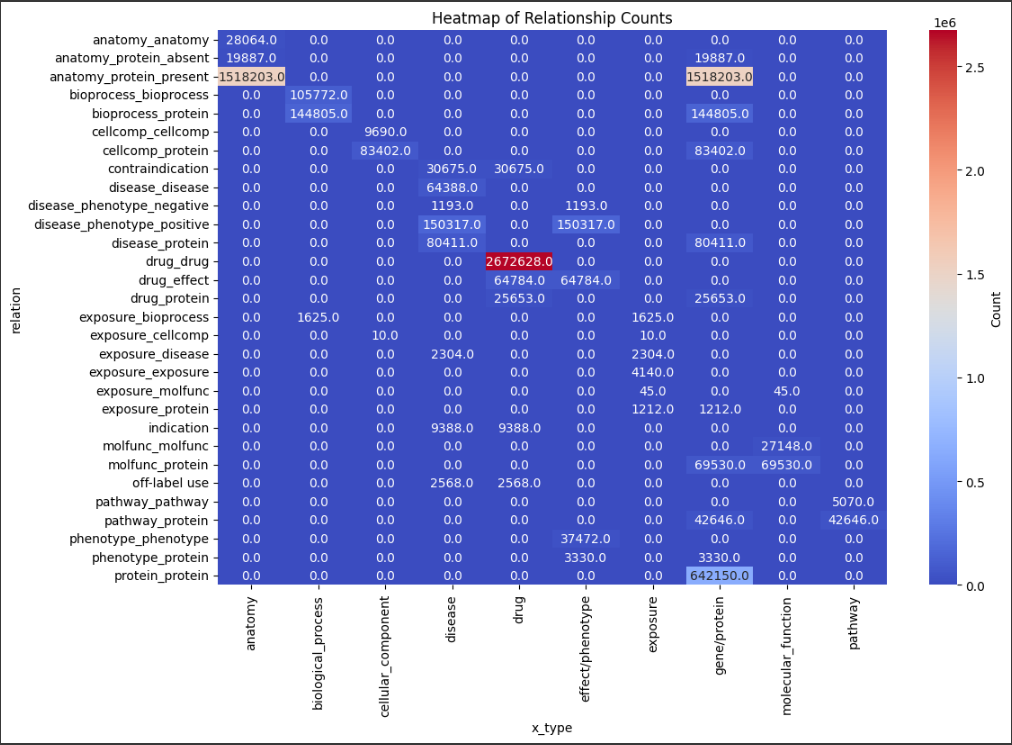 Heatmap of Relationship Counts
1e6
anatomy_anatomy 28064.0 0.0 0.0 0.0 0.0 0.0 0.0 0.0 0.0 0.0
anatomy_protein_absent 19887.0 0.0 0.0 0.0 0.0 0.0 0.0 19887.0 0.0 0.0
anatomy_protein_present 1518203.0 0.0 0.0 0.0 0.0 0.0 0.0 1518203.0 0.0 0.0
bioprocess_bioprocess 0.0 105772.0 0.0 0.0 0.0 0.0 0.0 0.0 0.0 0.0
bioprocess_protein 0.0 144805.0 0.0 0.0 0.0 0.0 0.0 144805.0 0.0 0.0
cellcomp_cellcomp 0.0 0.0 9690.0 0.0 0.0 0.0 0.0 0.0 0.0 0.0
cellcomp_protein 0.0 0.0 83402.0 0.0 0.0 0.0 0.0 83402.0 0.0 0.0
contraindication 0.0 0.0 0.0 30675.0 30675.0 0.0 0.0 0.0 0.0 0.0
disease_disease 0.0 0.0 0.0 64388.0 0.0 0.0 0.0 0.0 0.0 0.0
disease_phenotype_negative 0.0 0.0 0.0 1193.0 0.0 1193.0 0.0 0.0 0.0 0.0
disease_phenotype_positive 0.0 0.0 0.0 150317.0 0.0 150317.0 0.0 0.0 0.0 0.0
disease_protein 0.0 0.0 0.0 80411.0 0.0 0.0 0.0 80411.0 0.0 0.0
drug_drug 0.0 0.0 0.0 0.0 2672628.0 0.0 0.0 0.0 0.0 0.0
drug_effect 0.0 0.0 0.0 0.0 64784.0 64784.0 0.0 0.0 0.0 0.0
drug_protein 0.0 0.0 0.0 0.0 25653.0 0.0 0.0 25653.0 0.0 0.0
exposure_bioprocess 0.0 1625.0 0.0 0.0 0.0 0.0 1625.0 0.0 0.0 0.0
exposure_cellcomp 0.0 0.0 10.0 0.0 0.0 0.0 10.0 0.0 0.0 0.0
exposure_disease 0.0 0.0 0.0 2304.0 0.0 0.0 2304.0 0.0 0.0 0.0
exposure_exposure 0.0 0.0 0.0 0.0 0.0 0.0 4140.0 0.0 0.0 0.0
exposure_molfunc 0.0 0.0 0.0 0.0 0.0 0.0 45.0 0.0 45.0 0.0
exposure_protein 0.0 0.0 0.0 0.0 0.0 0.0 1212.0 1212.0 0.0 0.0
indication 0.0 0.0 0.0 9388.0 9388.0 0.0 0.0 0.0 0.0 0.0
molfunc_molfunc 0.0 0.0 0.0 0.0 0.0 0.0 0.0 0.0 27148.0 0.0
molfunc_protein 0.0 0.0 0.0 0.0 0.0 0.0 0.0 69530.0 69530.0 0.0
off-label use 0.0 0.0 0.0 2568.0 2568.0 0.0 0.0 0.0 0.0 0.0
pathway_pathway 0.0 0.0 0.0 0.0 0.0 0.0 0.0 0.0 0.0 5070.0
pathway_protein 0.0 0.0 0.0 0.0 0.0 0.0 0.0 42646.0 0.0 42646.0
phenotype_phenotype 0.0 0.0 0.0 0.0 0.0 37472.0 0.0 0.0 0.0 0.0
phenotype_protein 0.0 0.0 0.0 0.0 0.0 3330.0 0.0 3330.0 0.0 0.0
protein_protein 0.0 0.0 0.0 0.0 0.0 0.0 0.0 642150.0 0.0 0.0
relation
anatomy
biological_process
cellular_component
disease
drug
effect/phenotype
exposure
gene/protein
molecular_function
pathway
x_type
2.5
2.0
1.5
1.0
0.5
0.0
Count